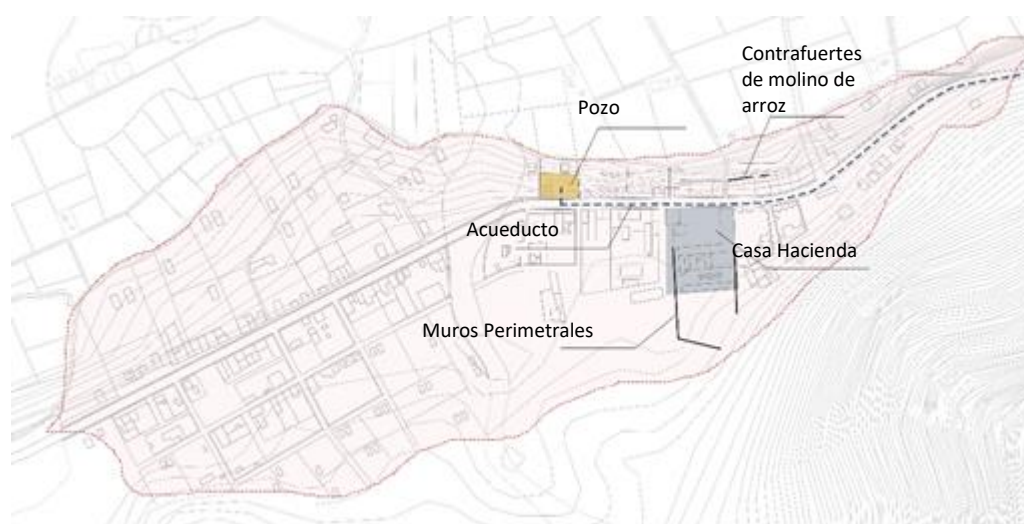 Contrafuertes
de molino de
arroz
Pozo
Acueducto
Casa Hacienda
Muros Perimetrales